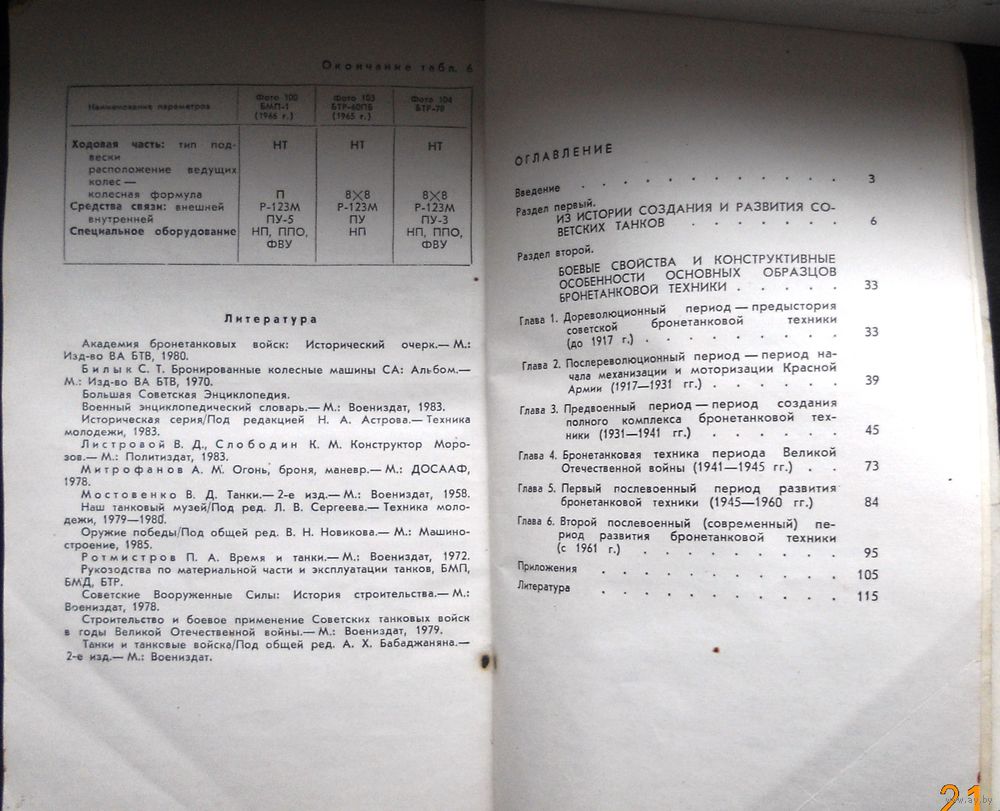 Окончание табл. 6
Наименование параметров
Фото 100
БМП-1
(1966 г.)
Фото 103
БТР-60ПБ
(1965 г.)
Фото 104
БТР-70
Ходовая часть: тип под-
вески НТ НТ НТ
расположение ведущих
колес —
колесная формула П 8×8 8×8
Средства связи: внешней Р-123М Р-123М Р-123М
внутренней ПУ-5 ПУ ПУ-3
Специальное оборудование НП, ППО, НП НП, ППО,
ФВУ ФВУ
Литература
Академия бронетанковых войск: Исторический очерк.— М.:
Изд-во ВА БТВ, 1980.
Билык С. Т. Бронированные колесные машины СА: Альбом.—
М.: Изд-во ВА БТВ, 1970.
Большая Советская Энциклопедия.
Военный энциклопедический словарь.— М.: Воениздат, 1983.
Историческая серия/Под редакцией Н. А. Астрова.— Техника
молодежи, 1983.
Листровой В. Д., Слободин К. М. Конструктор Моро-
зов.— М.: Политиздат, 1983.
Митрофанов А. М. Огонь, броня, маневр.— М.: ДОСААФ,
1978.
Мостовенко В. Д. Танки.— 2-е изд.— М.: Воениздат, 1958.
Наш танковый музей/Под ред. Л. В. Сергеева.— Техника моло-
дежи, 1979—1980.
Оружие победы/Под общей ред. В. Н. Новикова.— М.: Машино-
строение, 1985.
Ротмистров П. А. Время и танки.— М.: Воениздат, 1972.
Рукозодства по материальной части и эксплуатации танков, БМП,
БМД, БТР.
Советские Вооруженные Силы: История строительства.— М.:
Воениздат, 1978.
Строительство и боевое применение Советских танковых войск
в годы Великой Отечественной войны.— М.: Воениздат, 1979.
Танки и танковые войска/Под общей ред. А. Х. Бабаджаняна.—
2-е изд.— М.: Воениздат.
ОГЛАВЛЕНИЕ
Введение . . . . . . . . . . . 3
Раздел первый.
ИЗ ИСТОРИИ СОЗДАНИЯ И РАЗВИТИЯ СО-
ВЕТСКИХ ТАНКОВ . . . . . . . 6
Раздел второй.
БОЕВЫЕ СВОЙСТВА И КОНСТРУКТИВНЫЕ
ОСОБЕННОСТИ ОСНОВНЫХ ОБРАЗЦОВ
БРОНЕТАНКОВОЙ ТЕХНИКИ . . . . . 33
Глава 1. Дореволюционный период — предыстория
советской бронетанковой техники
(до 1917 г.) . . . . . . . . . 33
Глава 2. Послереволюционный период — период на-
чала механизации и моторизации Красной
Армии (1917—1931 гг.) . . . . . . 39
Глава 3. Предвоенный период — период создания
полного комплекса бронетанковой тех-
ники (1931—1941 гг.) . . . . . . 45
Глава 4. Бронетанковая техника периода Великой
Отечественной войны (1941—1945 гг.) . . 73
Глава 5. Первый послевоенный период развития
бронетанковой техники (1945—1960 гг.) 84
Глава 6. Второй послевоенный (современный) пе-
риод развития бронетанковой техники
(с 1961 г.) . . . . . . . . . 95
Приложения . . . . . . . . . . 105
Литература . . . . . . . . . . 115
21
www.ay.by